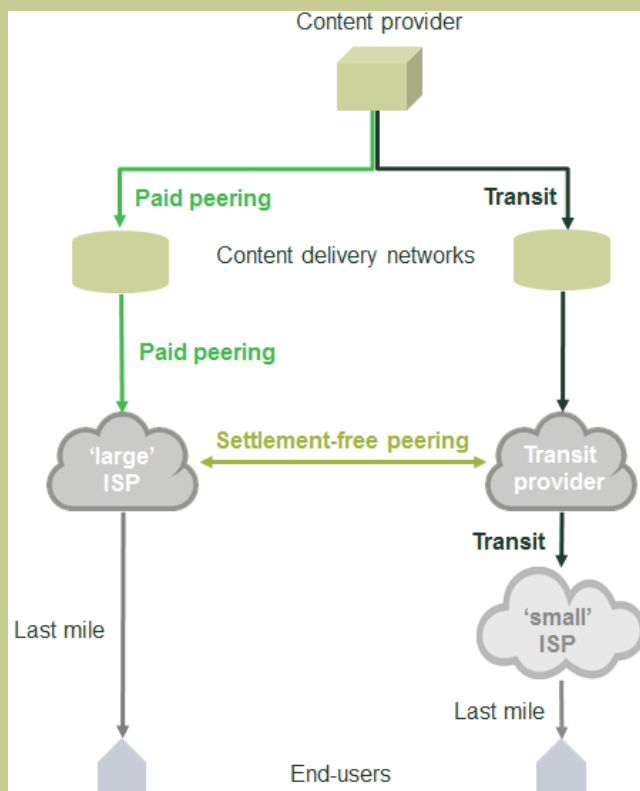 Content provider
Paid peering
Transit
Content delivery networks
Paid peering
Settlement-free peering
‘large’
ISP
Transit
provider
Transit
‘small’
ISP
Last mile
Last mile
End-users